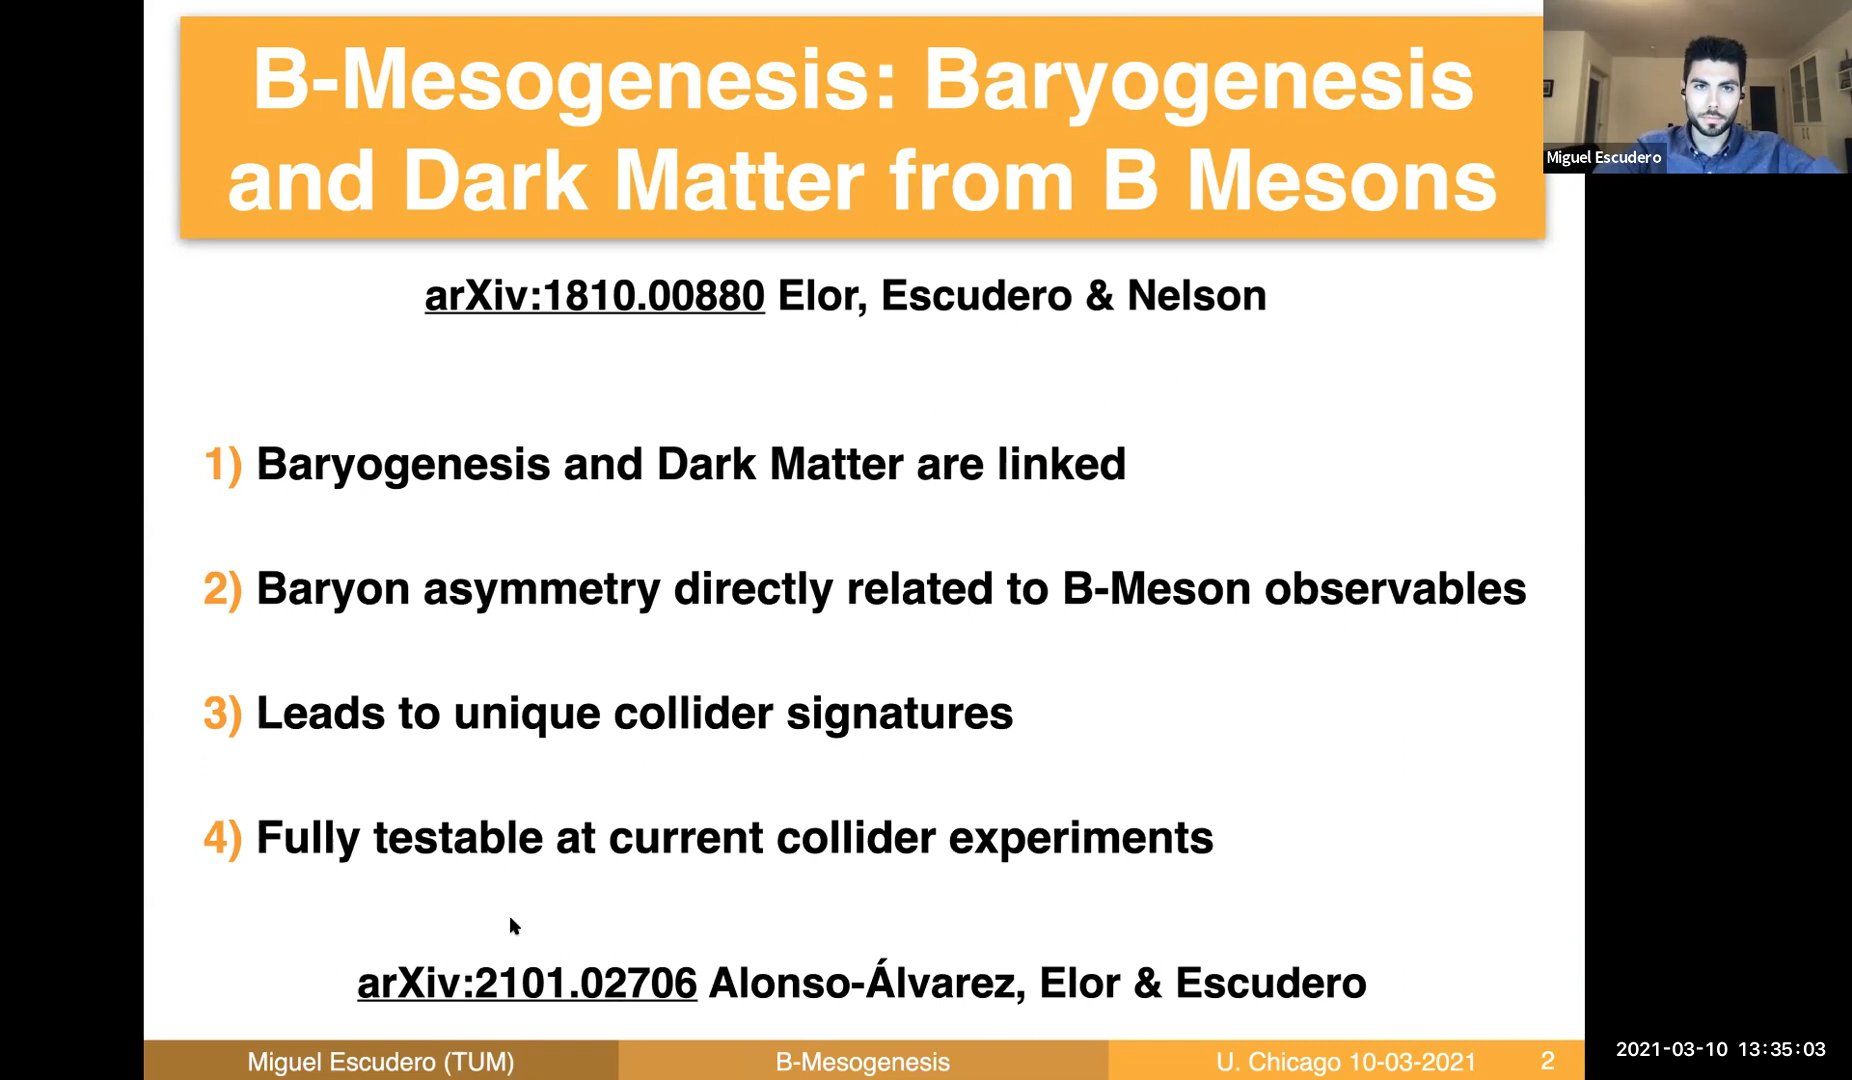 B-Mesogenesis: Baryogenesis
and Dark Matter from B Mesons
Miguel Escudero
arXiv:1810.00880 Elor, Escudero & Nelson
1) Baryogenesis and Dark Matter are linked
2) Baryon asymmetry directly related to B-Meson observables
3) Leads to unique collider signatures
4) Fully testable at current collider experiments
arXiv:2101.02706 Alonso-Álvarez, Elor & Escudero
Miguel Escudero (TUM) B-Mesogenesis U. Chicago 10-03-2021 2
2021-03-10 13:35:03